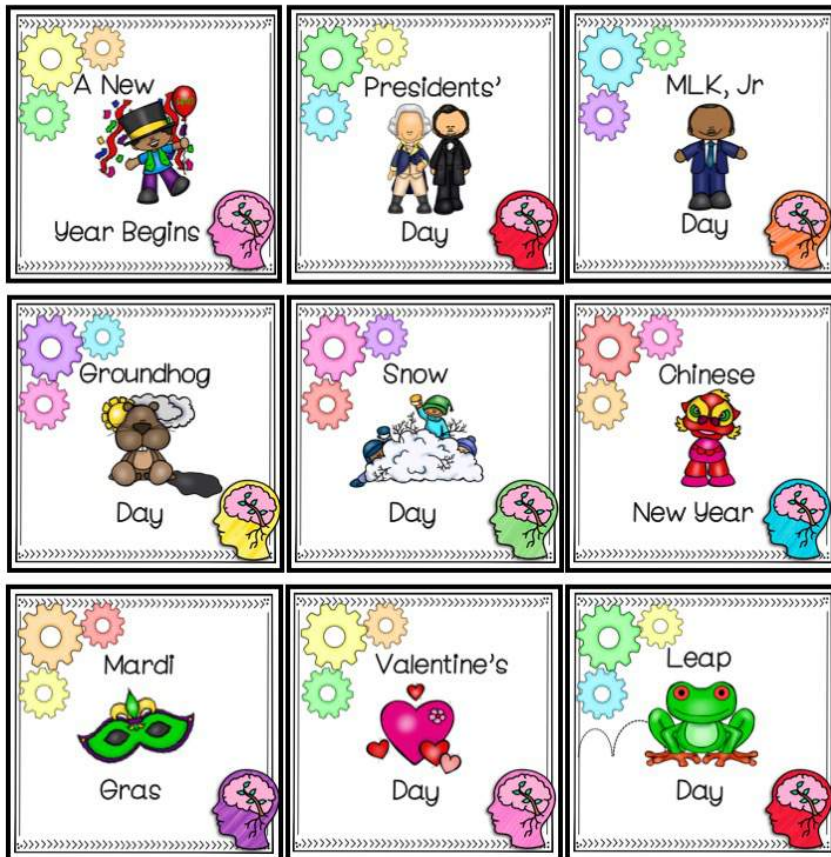 A New
Year Begins
Presidents'
Day
MLK, Jr
Day
Groundhog
Day
Snow
Day
Chinese
New Year
Mardi
Gras
Valentine's
Day
Leap
Day